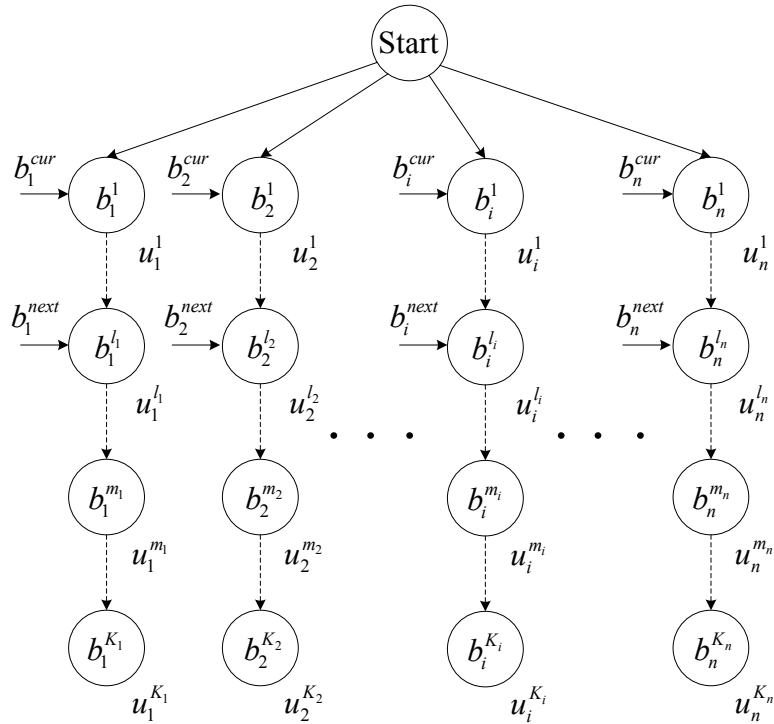 Start
b_1^{cur} b_2^{cur} b_i^{cur} b_n^{cur}
b_1^1 b_2^1 b_i^1 b_n^1
u_1^1 u_2^1 u_i^1 u_n^1
b_1^{next} b_2^{next} b_i^{next} b_n^{next}
b_1^{l_1} b_2^{l_2} b_i^{l_i} b_n^{l_n}
u_1^{l_1} u_2^{l_2} u_i^{l_i} u_n^{l_n}
. . . . . .
b_1^{m_1} b_2^{m_2} b_i^{m_i} b_n^{m_n}
u_1^{m_1} u_2^{m_2} u_i^{m_i} u_n^{m_n}
b_1^{K_1} b_2^{K_2} b_i^{K_i} b_n^{K_n}
u_1^{K_1} u_2^{K_2} u_i^{K_i} u_n^{K_n}